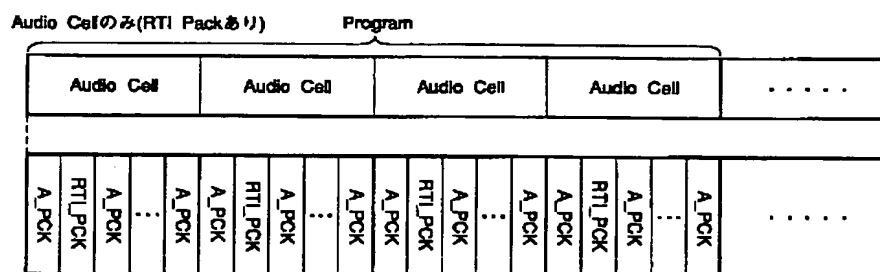 Audio Cellのみ(RTI Packあり) Program
Audio Cell Audio Cell Audio Cell Audio Cell .....
A_PCK RTI_PCK A_PCK ... A_PCK A_PCK RTI_PCK A_PCK ... A_PCK A_PCK RTI_PCK A_PCK ... A_PCK A_PCK RTI_PCK A_PCK ... A_PCK .....